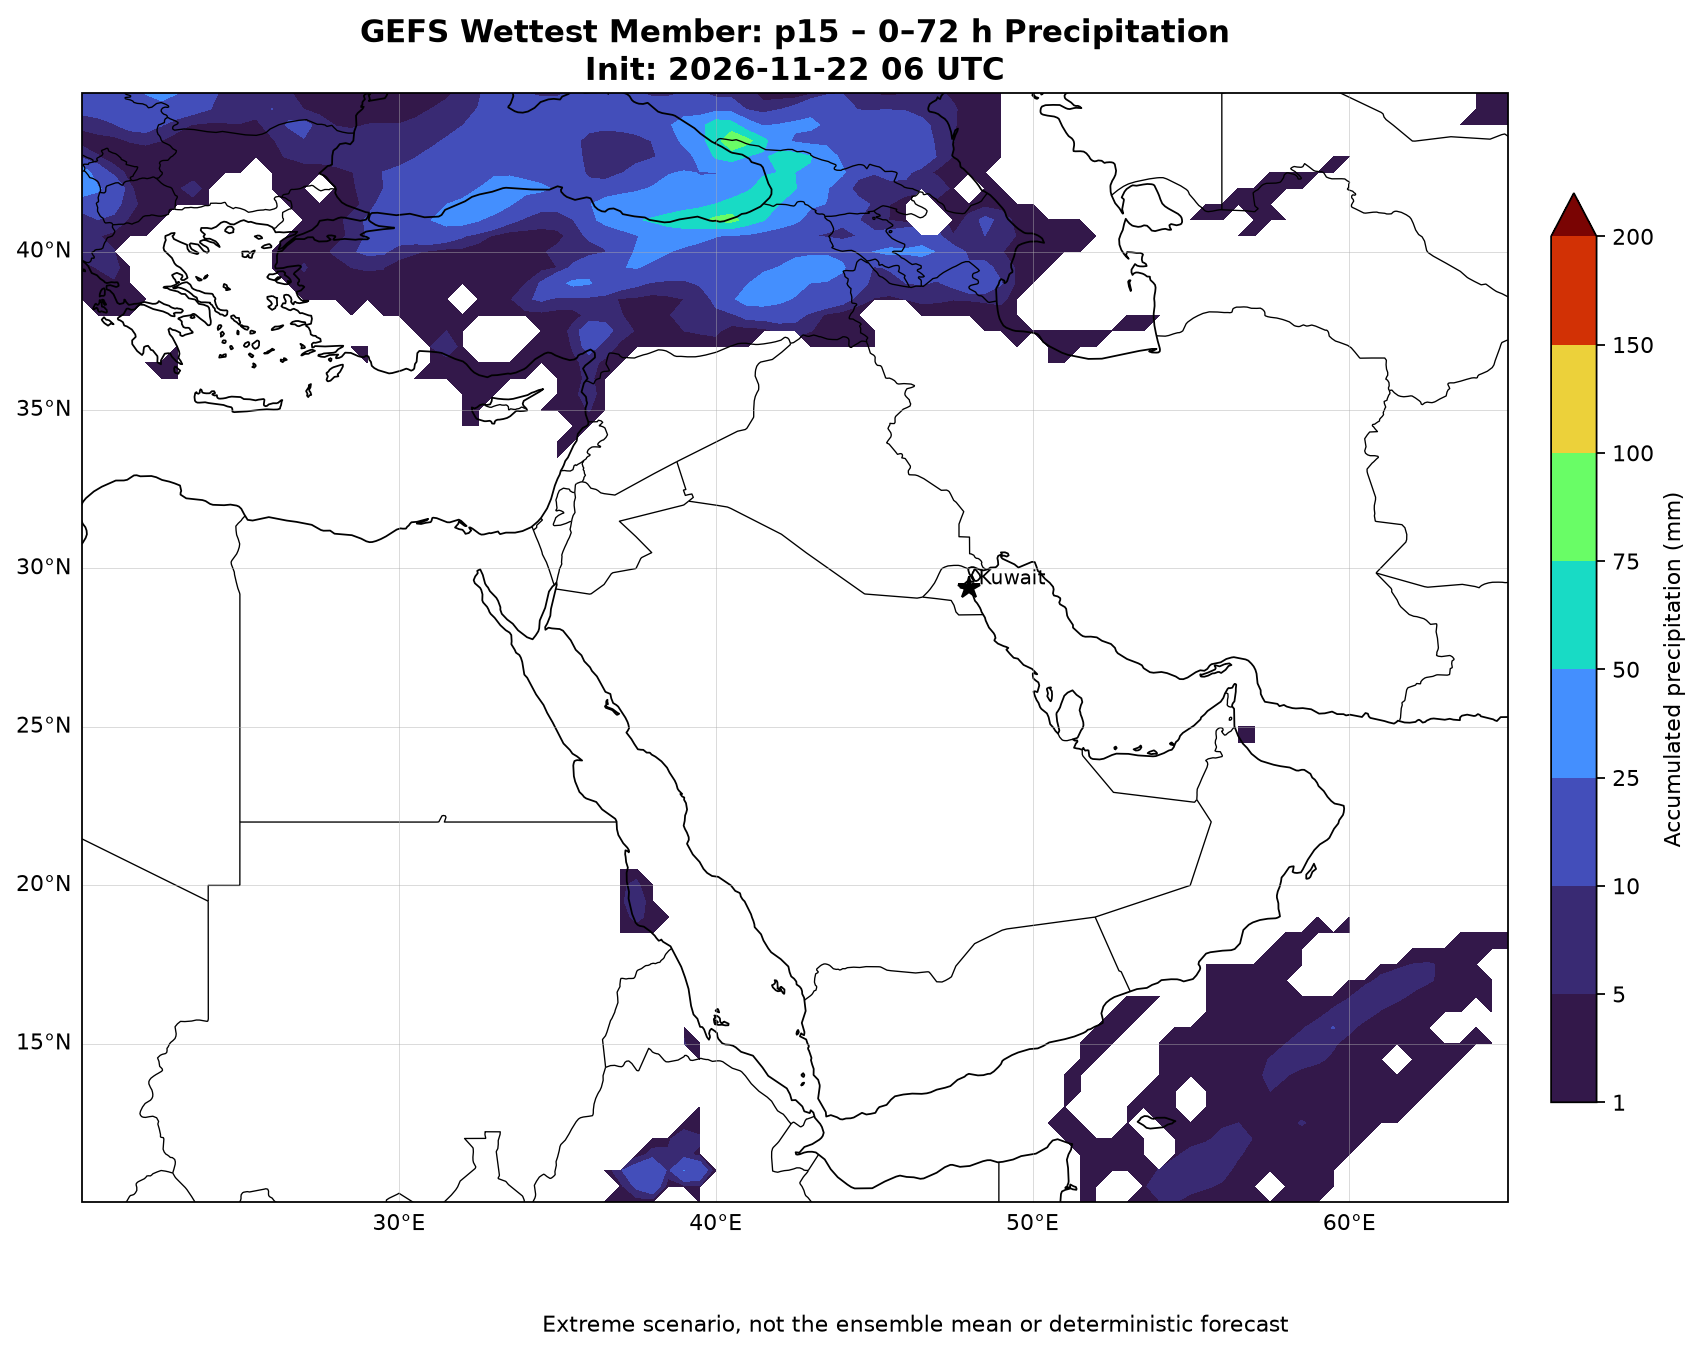 GEFS Wettest Member: p15 – 0–72 h Precipitation
Init: 2026-11-22 06 UTC
40°N
35°N
30°N
25°N
20°N
15°N
Kuwait
30°E
40°E
50°E
60°E
200
150
100
75
50
25
10
5
1
Accumulated precipitation (mm)
Extreme scenario, not the ensemble mean or deterministic forecast